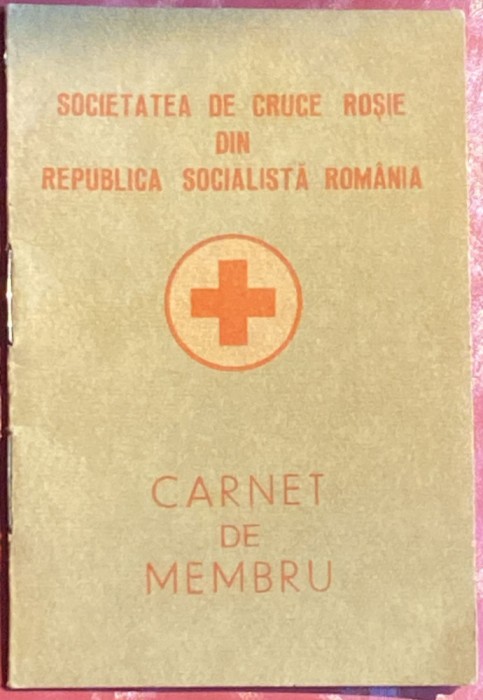 SOCIETATEA DE CRUCE ROȘIE
DIN
REPUBLICA SOCIALISTĂ ROMÂNIA
CARNET
DE
MEMBRU